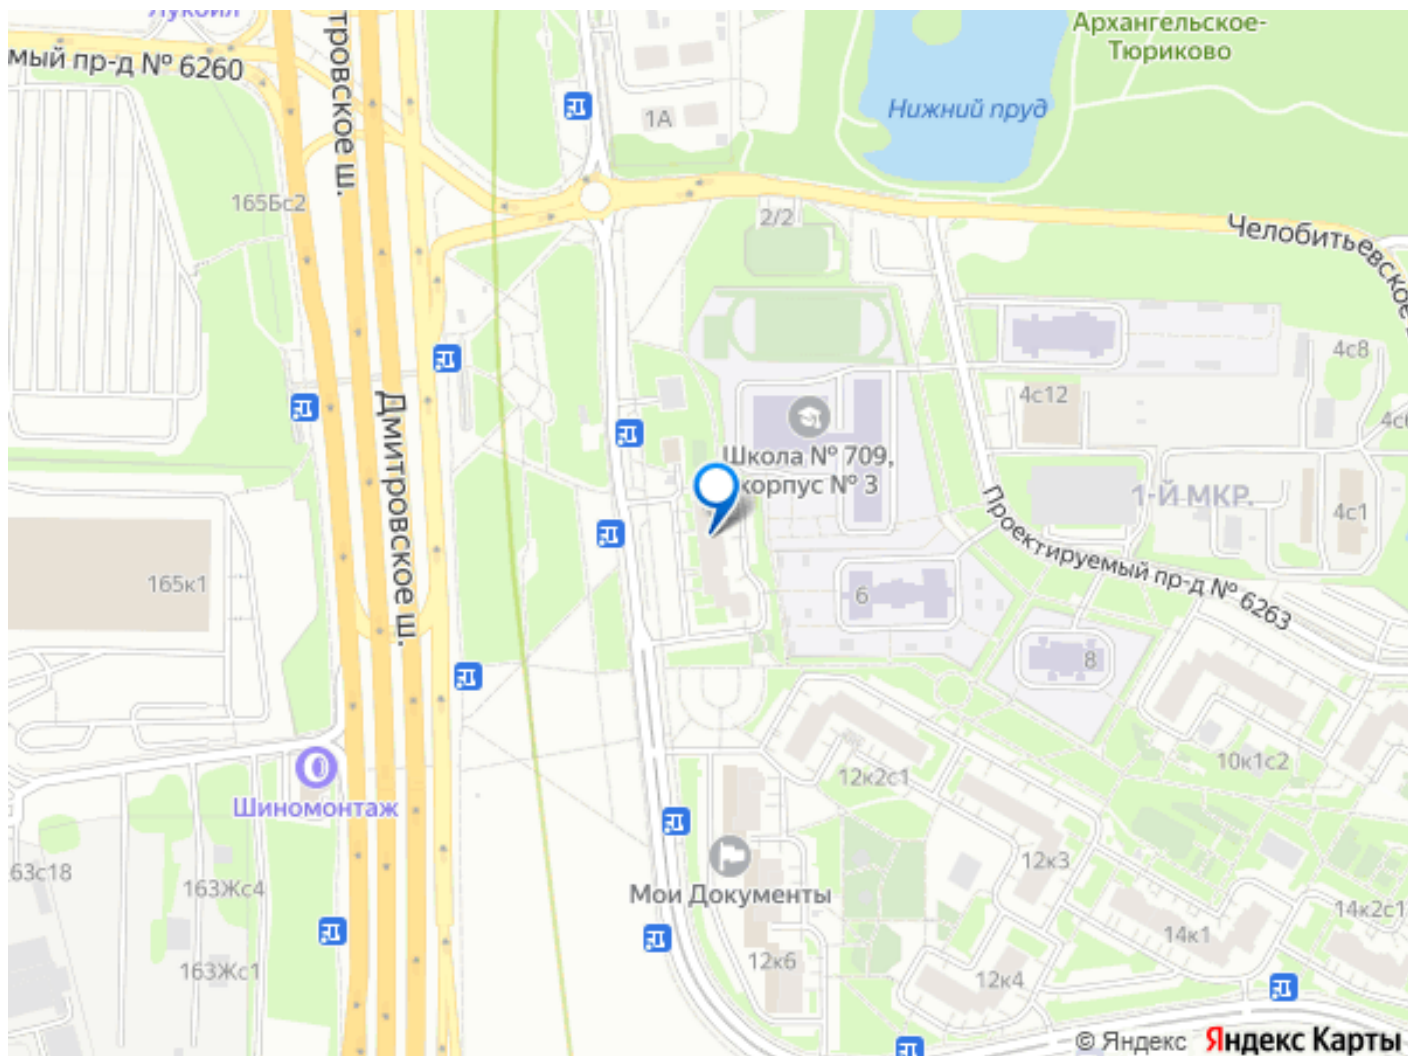 Лукойл
Архангельское-
Тюриково
мый пр-д № 6260
тровское ш.
Нижний пруд
1А
165Бс2
2/2
Челобитьевское
4с8
4с12
4с6
Дмитровское ш.
Школа № 709,
корпус № 3
1-Й МКР.
4с1
Проектируемый пр-д № 6263
165к1
6
8
10к1с2
12к2с1
Шиномонтаж
12к3
63с18
163Жс4
Мои Документы
14к2с1
14к1
12к6
163Жс1
12к4
© Яндекс Яндекс Карты